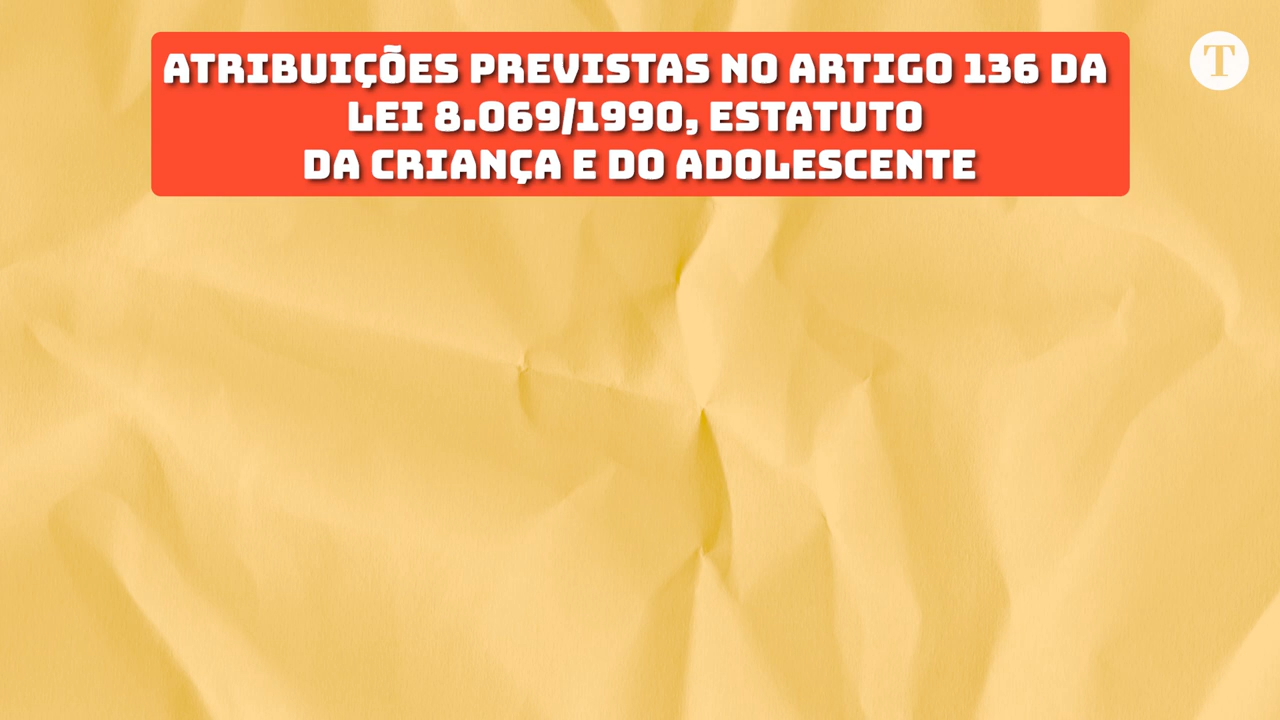 ATRIBUIÇÕES PREVISTAS NO ARTIGO 136 DA
LEI 8.069/1990, ESTATUTO
DA CRIANÇA E DO ADOLESCENTE
T